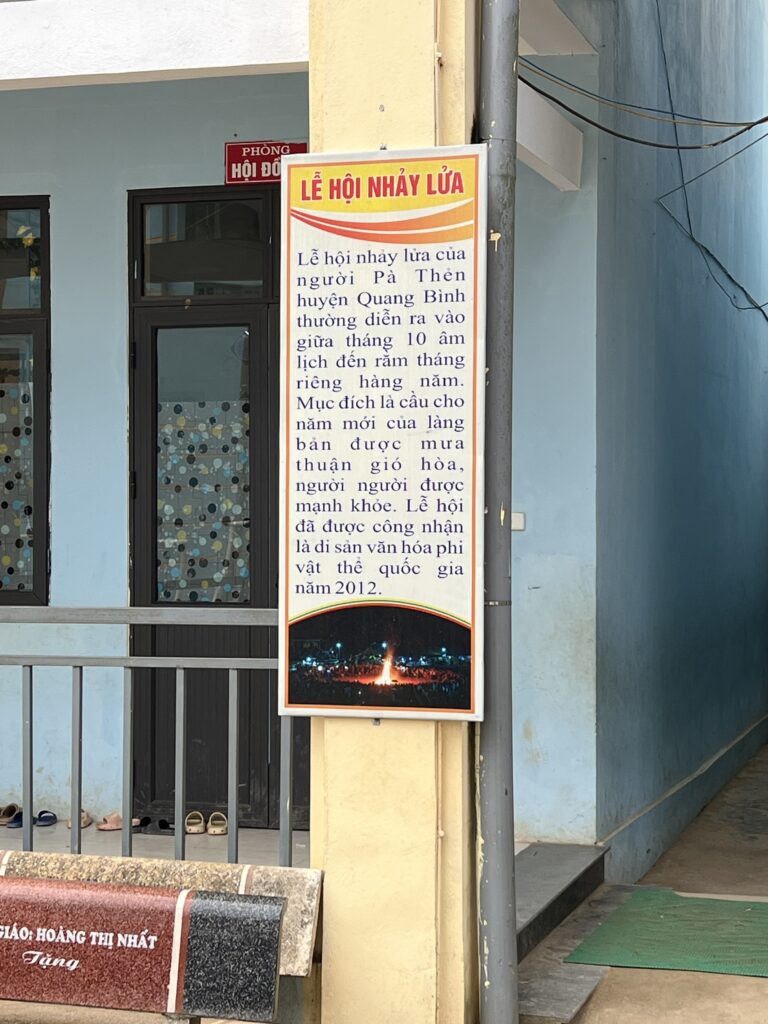 PHÒNG
HỘI
LỄ HỘI NHẢY LỬA
Lễ hội nhảy lửa của
người Pà Thẻn
huyện Quang Bình
thường diễn ra vào
giữa tháng 10 âm
lịch đến rằm tháng
riêng hàng năm.
Mục đích là cầu cho
năm mới của làng
bản được mưa
thuận gió hòa,
người người được
mạnh khỏe. Lễ hội
đã được công nhận
là di sản văn hóa phi
vật thể quốc gia
năm 2012.
GIÁO: HOÀNG THỊ NHẤT
Tặng